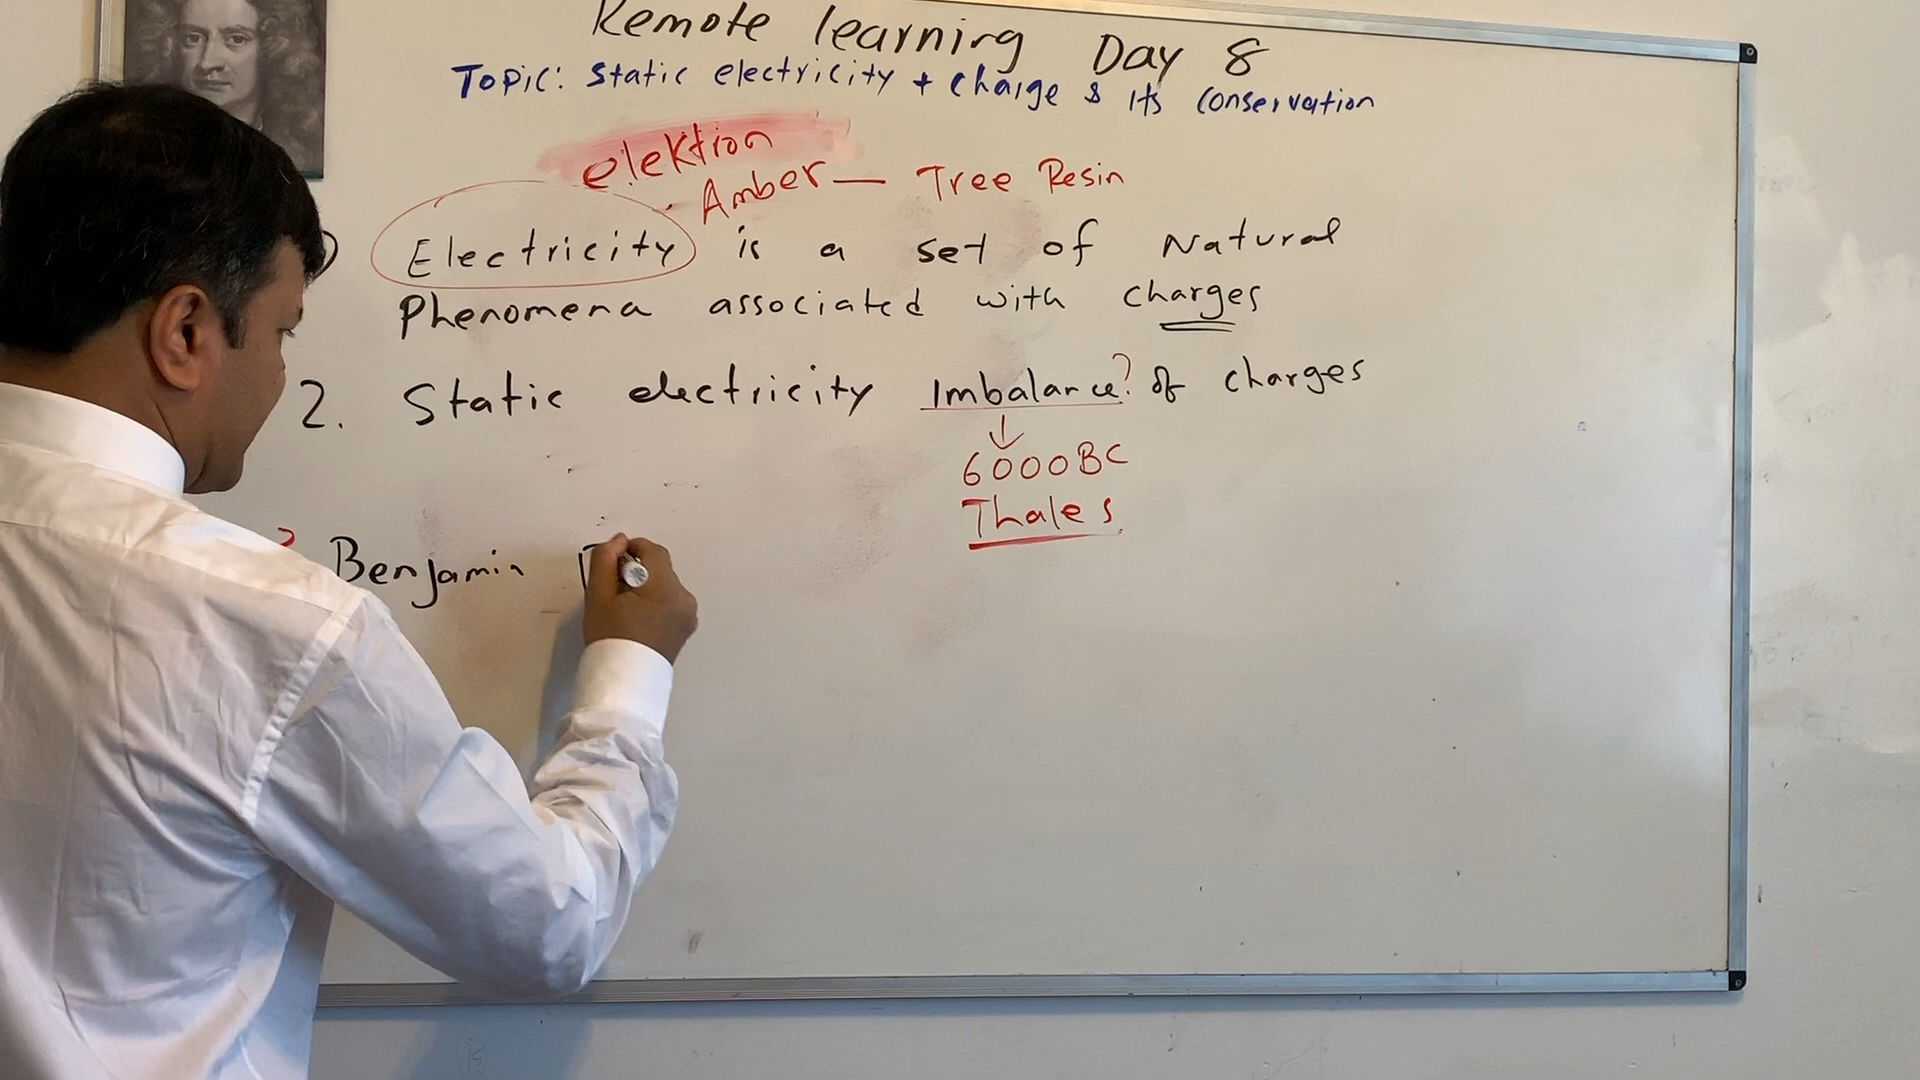 Remote learning Day 8
Topic: Static electricity + Charge & Its Conservation
elektron
Amber — Tree Resin
Electricity is a set of Natural
Phenomena associated with charges
2. Static electricity Imbalance? of charges
6000BC
Thales
Benjamin